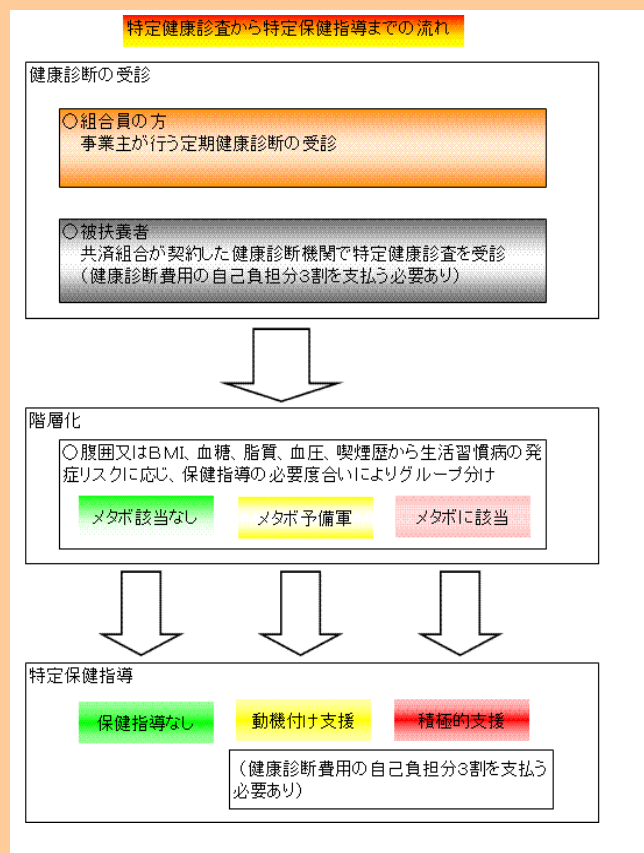 特定健康診査から特定保健指導までの流れ
健康診断の受診
○組合員の方
事業主が行う定期健康診断の受診
○被扶養者
共済組合が契約した健康診断機関で特定健康診査を受診
（健康診断費用の自己負担分３割を支払う必要あり）
階層化
○腹囲又はＢＭＩ、血糖、脂質、血圧、喫煙歴から生活習慣病の発
症リスクに応じ、保健指導の必要度合いによりグループ分け
メタボ該当なし
メタボ予備軍
メタボに該当
特定保健指導
保健指導なし
動機付け支援
積極的支援
（健康診断費用の自己負担分３割を支払う
必要あり）